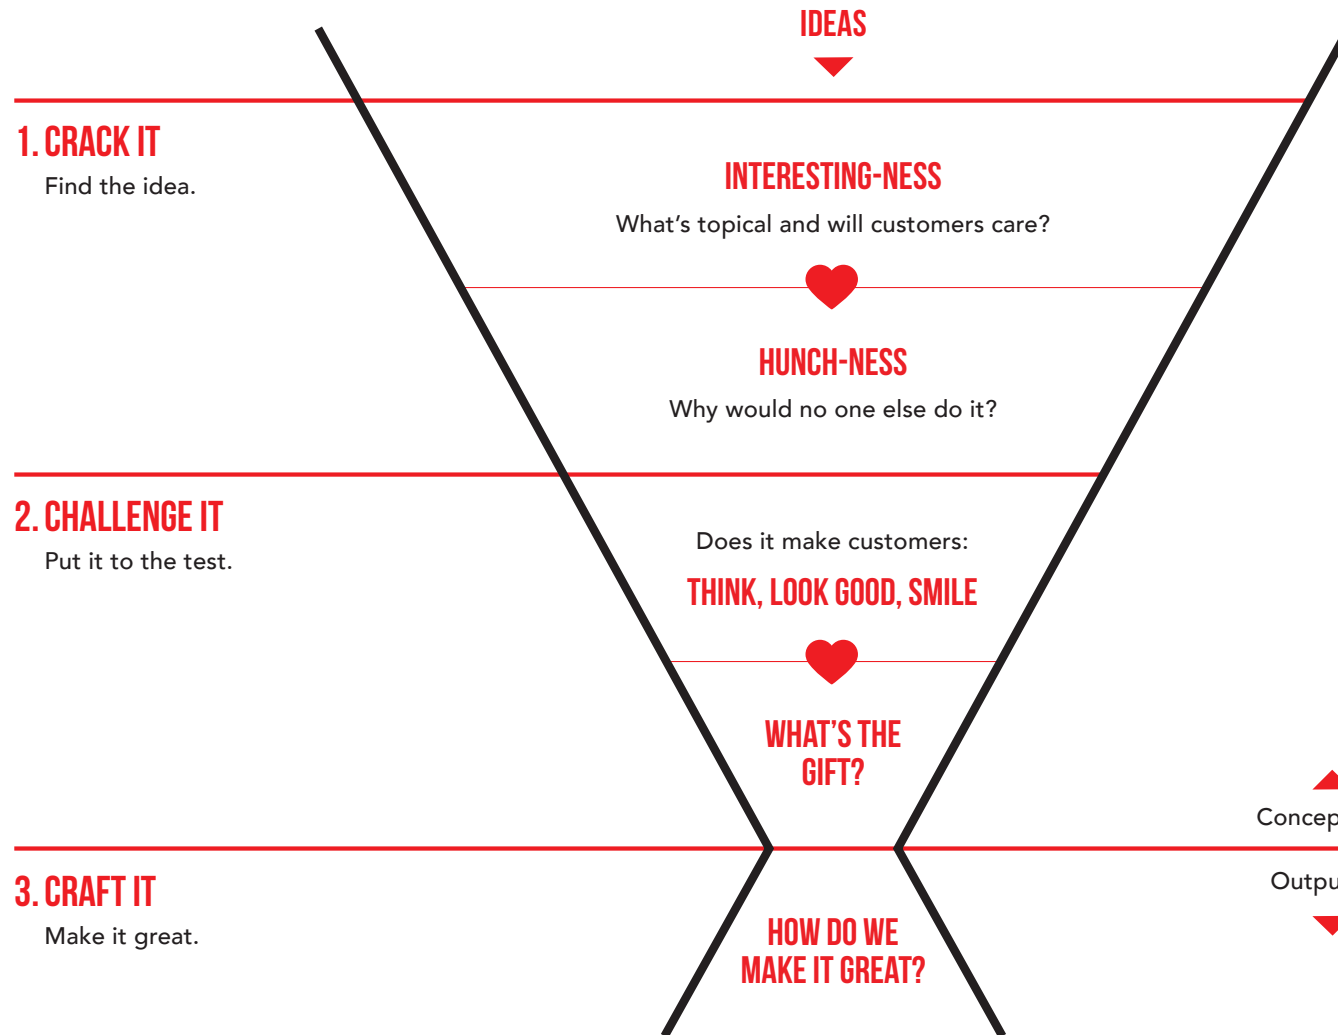 IDEAS
1. CRACK IT
Find the idea.
INTERESTING-NESS
What's topical and will customers care?
HUNCH-NESS
Why would no one else do it?
2. CHALLENGE IT
Put it to the test.
Does it make customers:
THINK, LOOK GOOD, SMILE
WHAT'S THE
GIFT?
Concep
Outpu
3. CRAFT IT
Make it great.
HOW DO WE
MAKE IT GREAT?